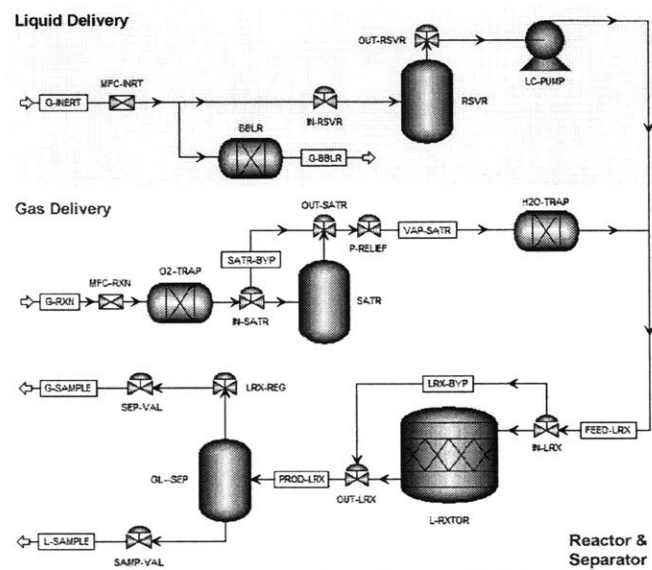 Liquid Delivery
OUT-RSVR
LC-PUMP
MFC-INRT
G-INERT
IN-RSVR
RSVR
BBLR
G-BBLR
Gas Delivery
OUT-SATR
H2O-TRAP
P-RELIEF
VAP-SATR
SATR-BYP
MFC-RXN
O2-TRAP
G-RXN
IN-SATR
SATR
G-SAMPLE
SEP-VAL
LRX-REG
LRX-BYP
FEED-LRX
IN-LRX
GL-SEP
PROD-LRX
OUT-LRX
L-RXTOR
L-SAMPLE
SAMP-VAL
Reactor &
Separator